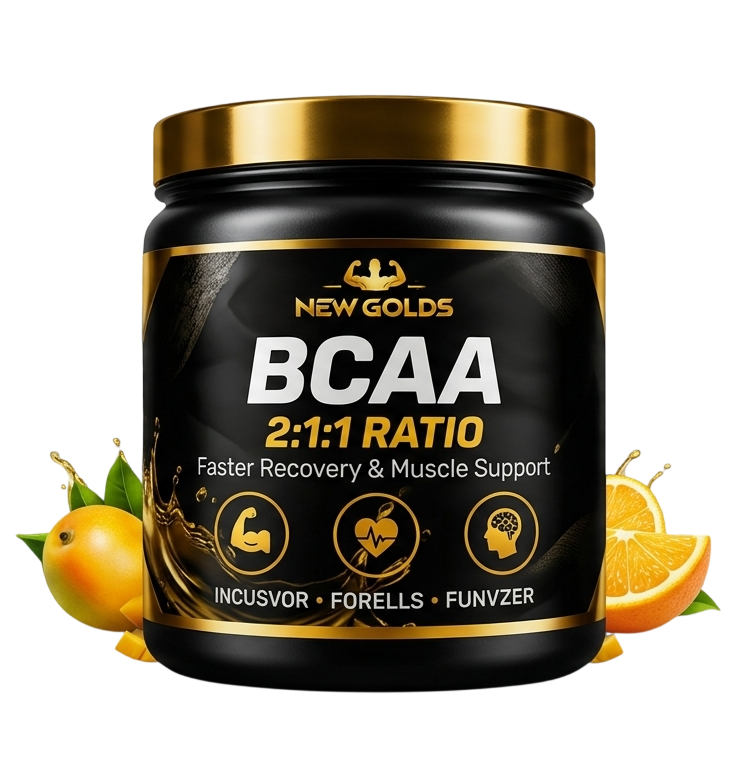 NEW GOLDS
BCAA
2:1:1 RATIO
Faster Recovery & Muscle Support
INCUSVOR • FORELLS • FUNVZER